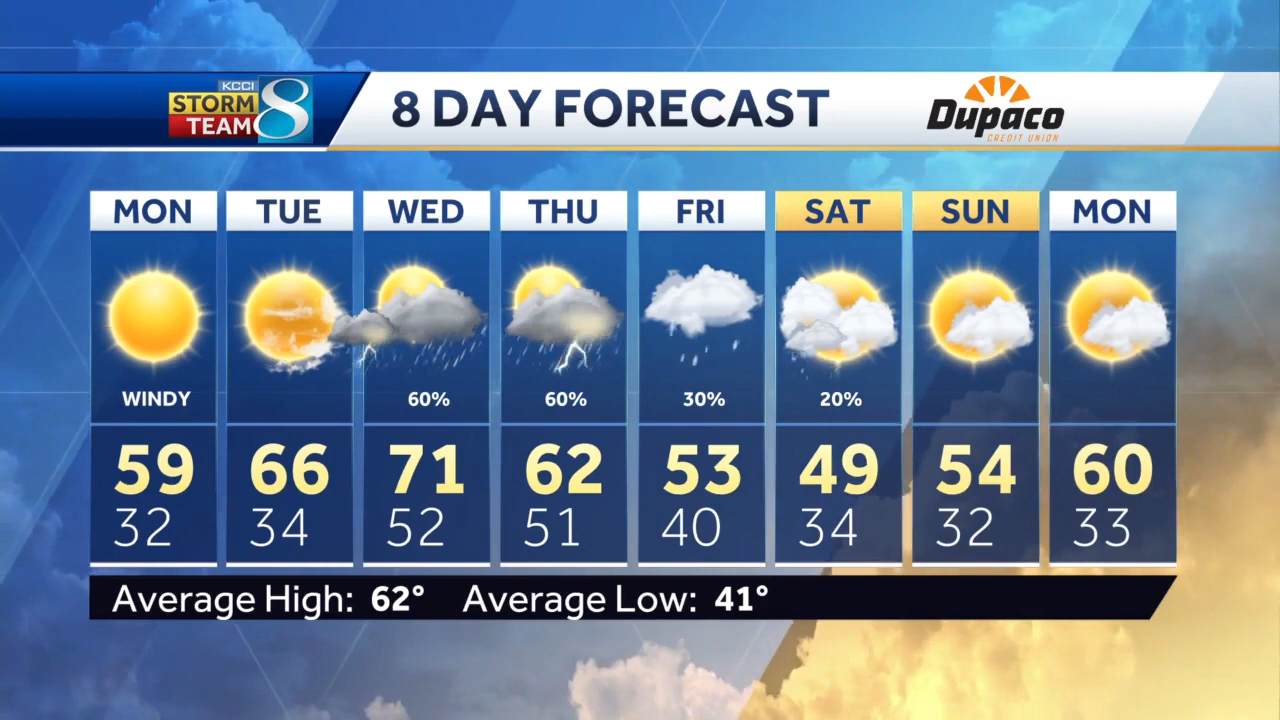 KCCI
STORM
TEAM 8
8 DAY FORECAST
Dupaco
CREDIT UNION
MON TUE WED THU FRI SAT SUN MON
WINDY 60% 60% 30% 20%
59 66 71 62 53 49 54 60
32 34 52 51 40 34 32 33
Average High: 62° Average Low: 41°